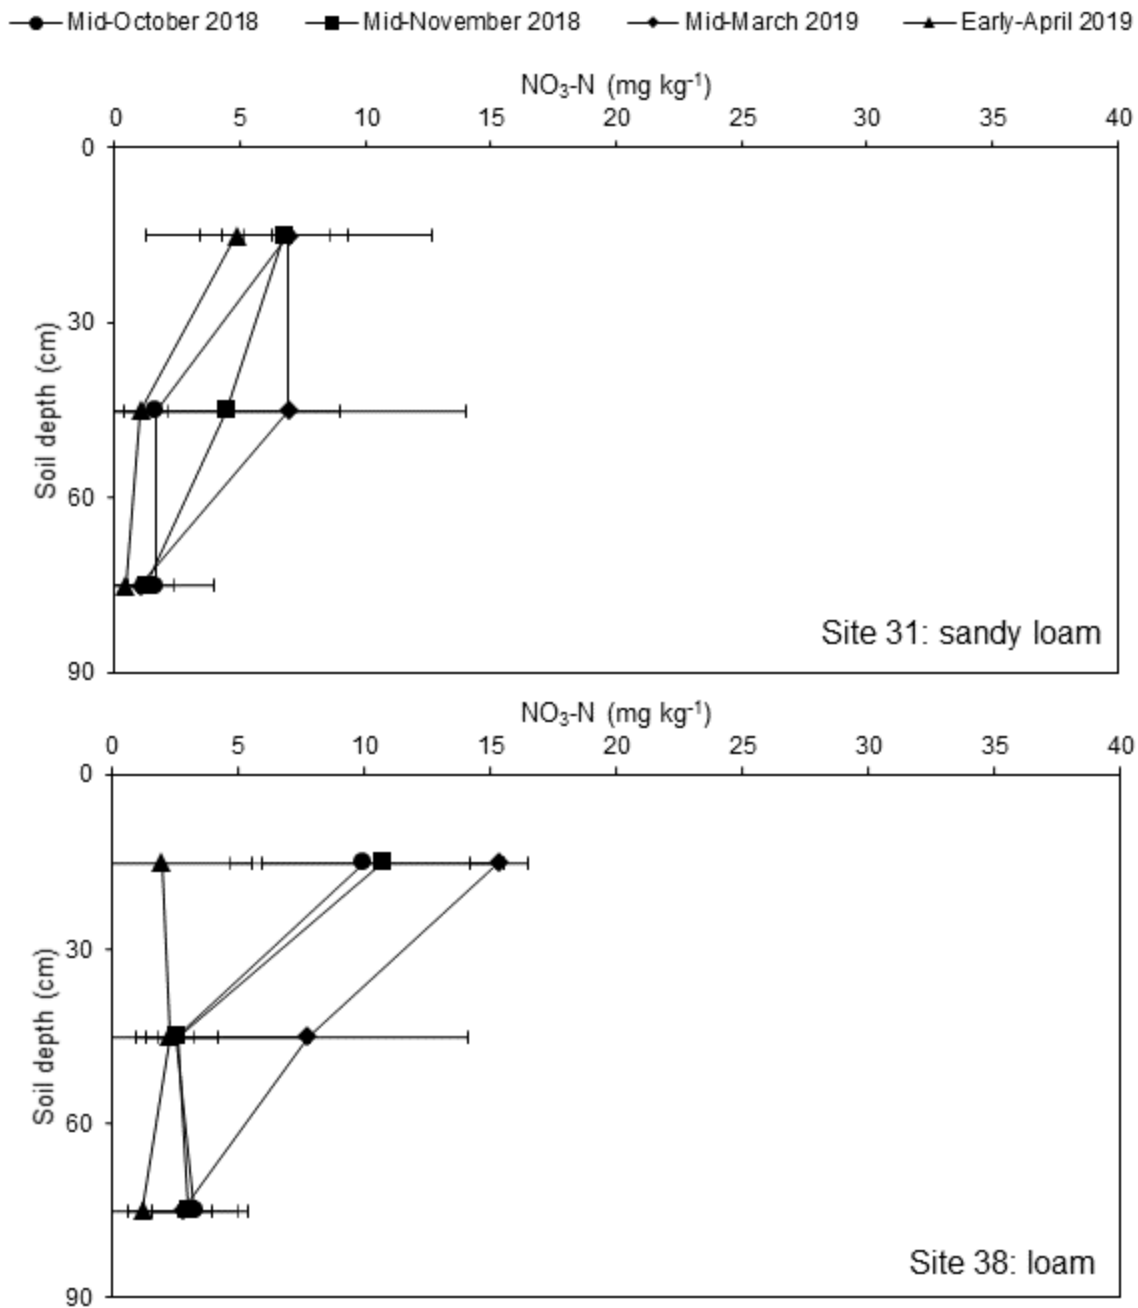 Mid-October 2018 Mid-November 2018 Mid-March 2019 Early-April 2019
NO₃-N (mg kg⁻¹)
0 5 10 15 20 25 30 35 40
0
30
60
90
Soil depth (cm)
Site 31: sandy loam
NO₃-N (mg kg⁻¹)
0 5 10 15 20 25 30 35 40
0
30
60
90
Soil depth (cm)
Site 38: loam